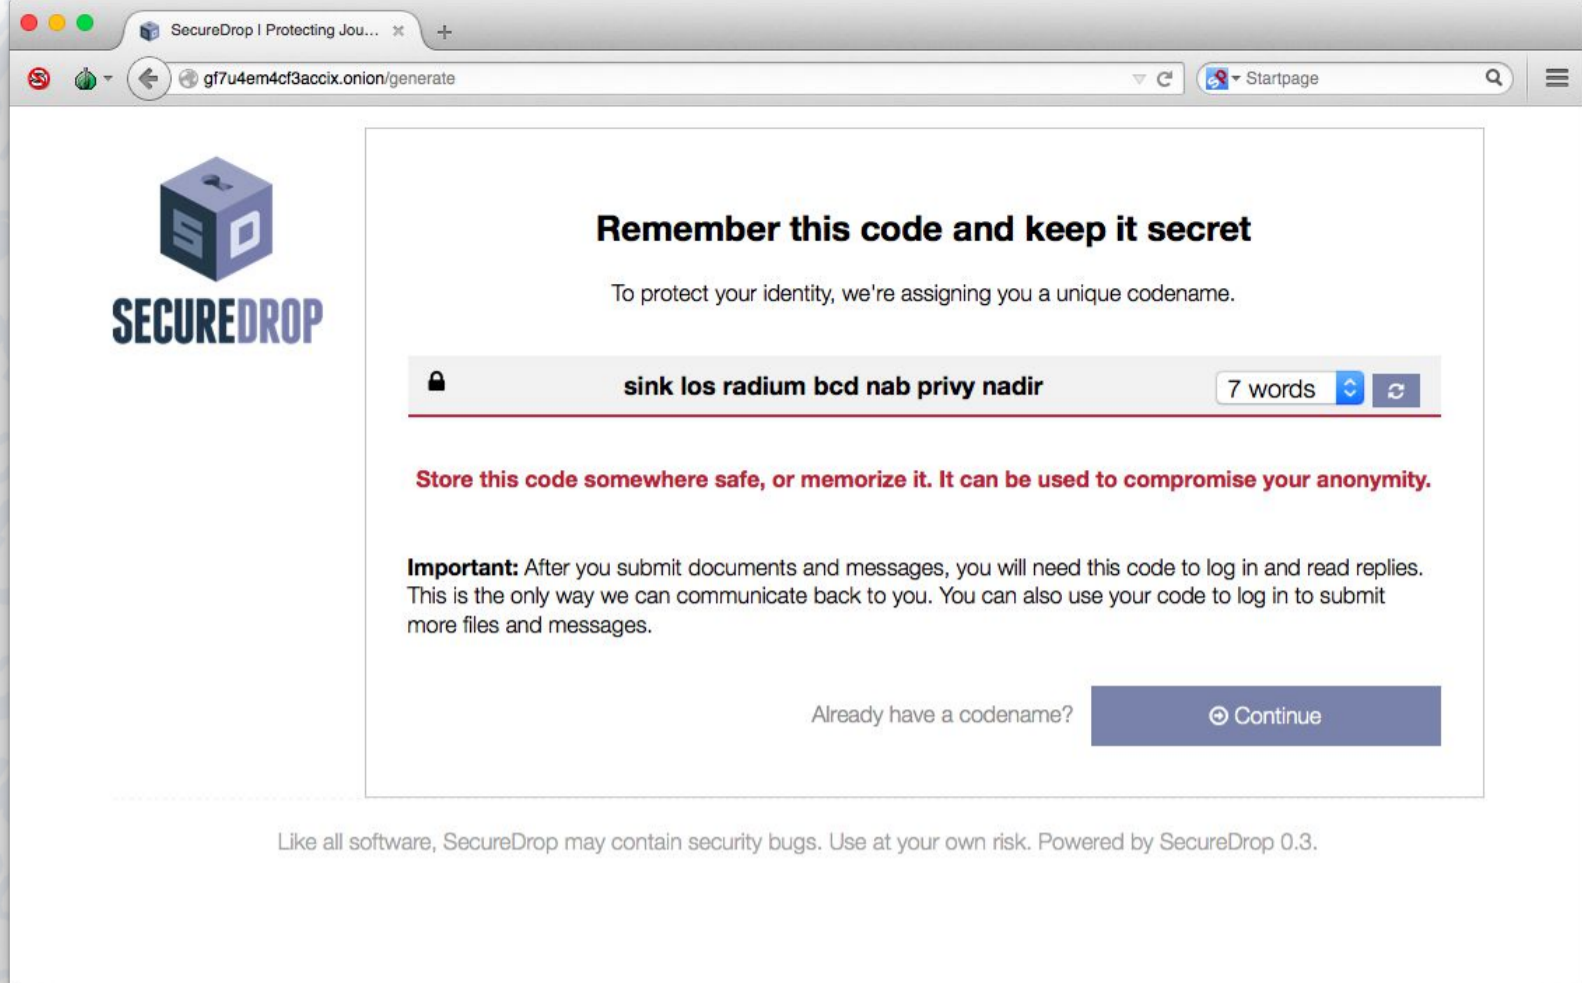 SecureDrop | Protecting Jou...
gf7u4em4cf3accix.onion/generate
Startpage
SD
SECUREDROP
Remember this code and keep it secret
To protect your identity, we're assigning you a unique codename.
sink los radium bcd nab privy nadir
7 words
Store this code somewhere safe, or memorize it. It can be used to compromise your anonymity.
Important: After you submit documents and messages, you will need this code to log in and read replies.
This is the only way we can communicate back to you. You can also use your code to log in to submit
more files and messages.
Already have a codename?
Continue
Like all software, SecureDrop may contain security bugs. Use at your own risk. Powered by SecureDrop 0.3.